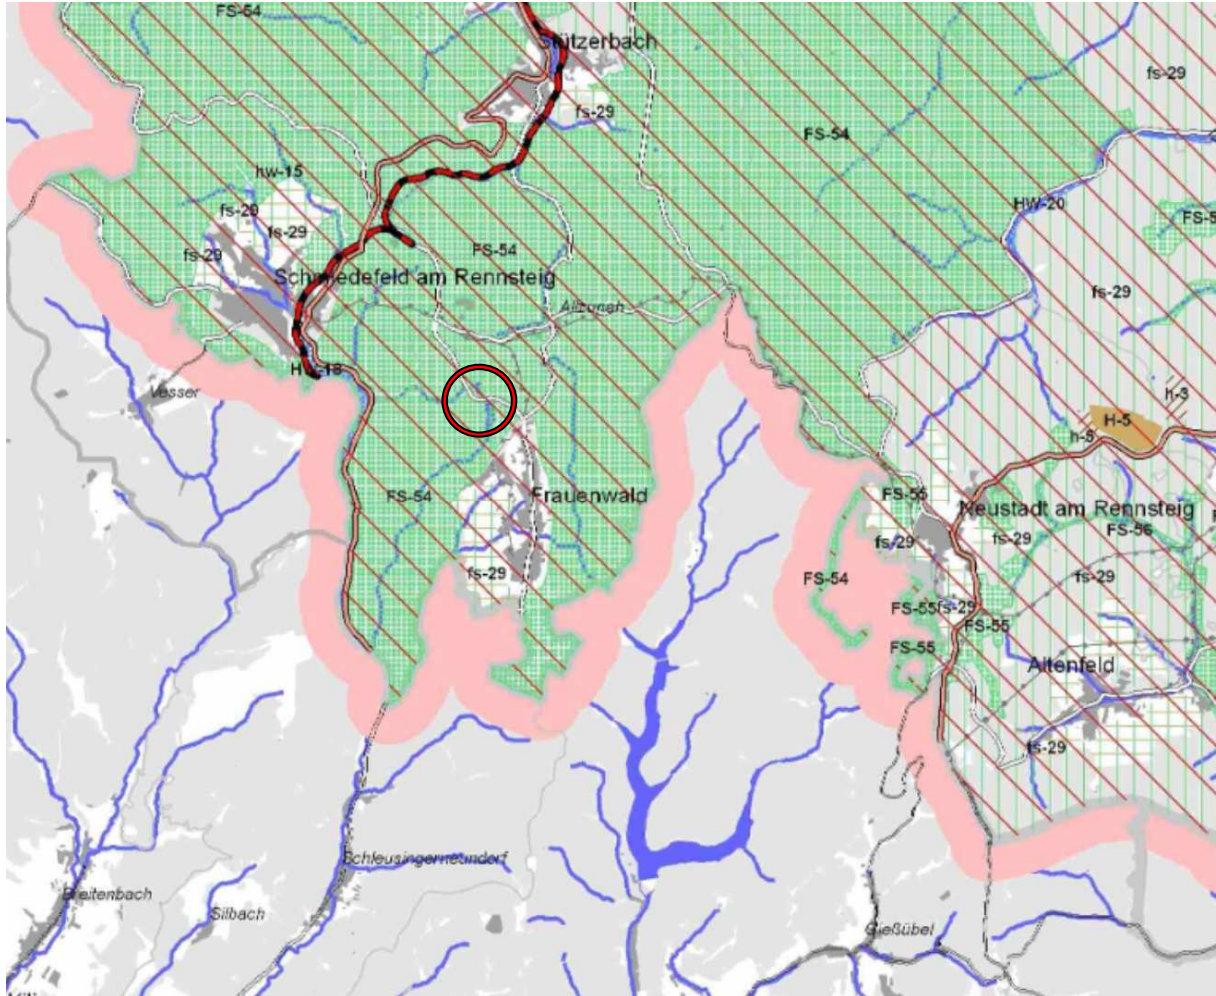 FS-54
Stützerbach
fs-29
fs-29
FS-54
hw-15
HW-20
fs-29
fs-29
FS-5
fs-29
FS-54
Schmiedefeld am Rennsteig
fs-29
Allzunah
Vesser
h-3
H-5
h-5
FS-54
Frauenwald
FS-55
Neustadt am Rennsteig
FS-56
fs-29
fs-29
fs-29
FS-54
fs-29
FS-55
fs-29
FS-55
FS-55
Altenfeld
fs-29
Schleusingerneundorf
Breitenbach
Silbach
Gießübel